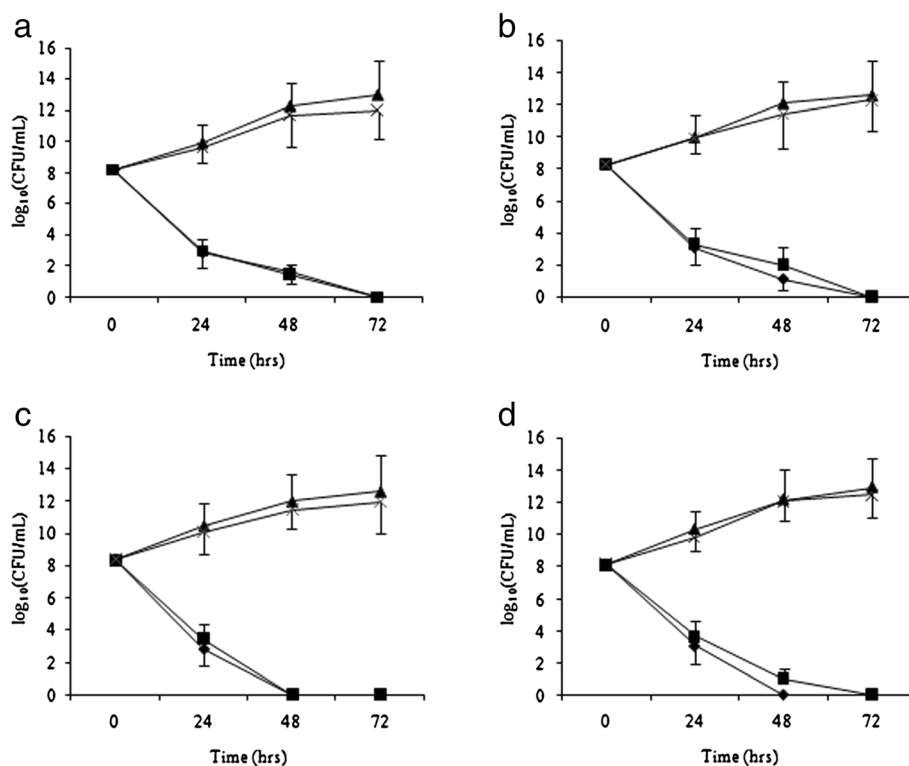 a
16
14
12
10
8
6
4
2
0
log₁₀(CFU/mL)
0 24 48 72
Time (hrs)
b
16
14
12
10
8
6
4
2
0
log₁₀(CFU/mL)
0 24 48 72
Time (hrs)
c
16
14
12
10
8
6
4
2
0
log₁₀(CFU/mL)
0 24 48 72
Time (hrs)
d
16
14
12
10
8
6
4
2
0
log₁₀(CFU/mL)
0 24 48 72
Time (hrs)